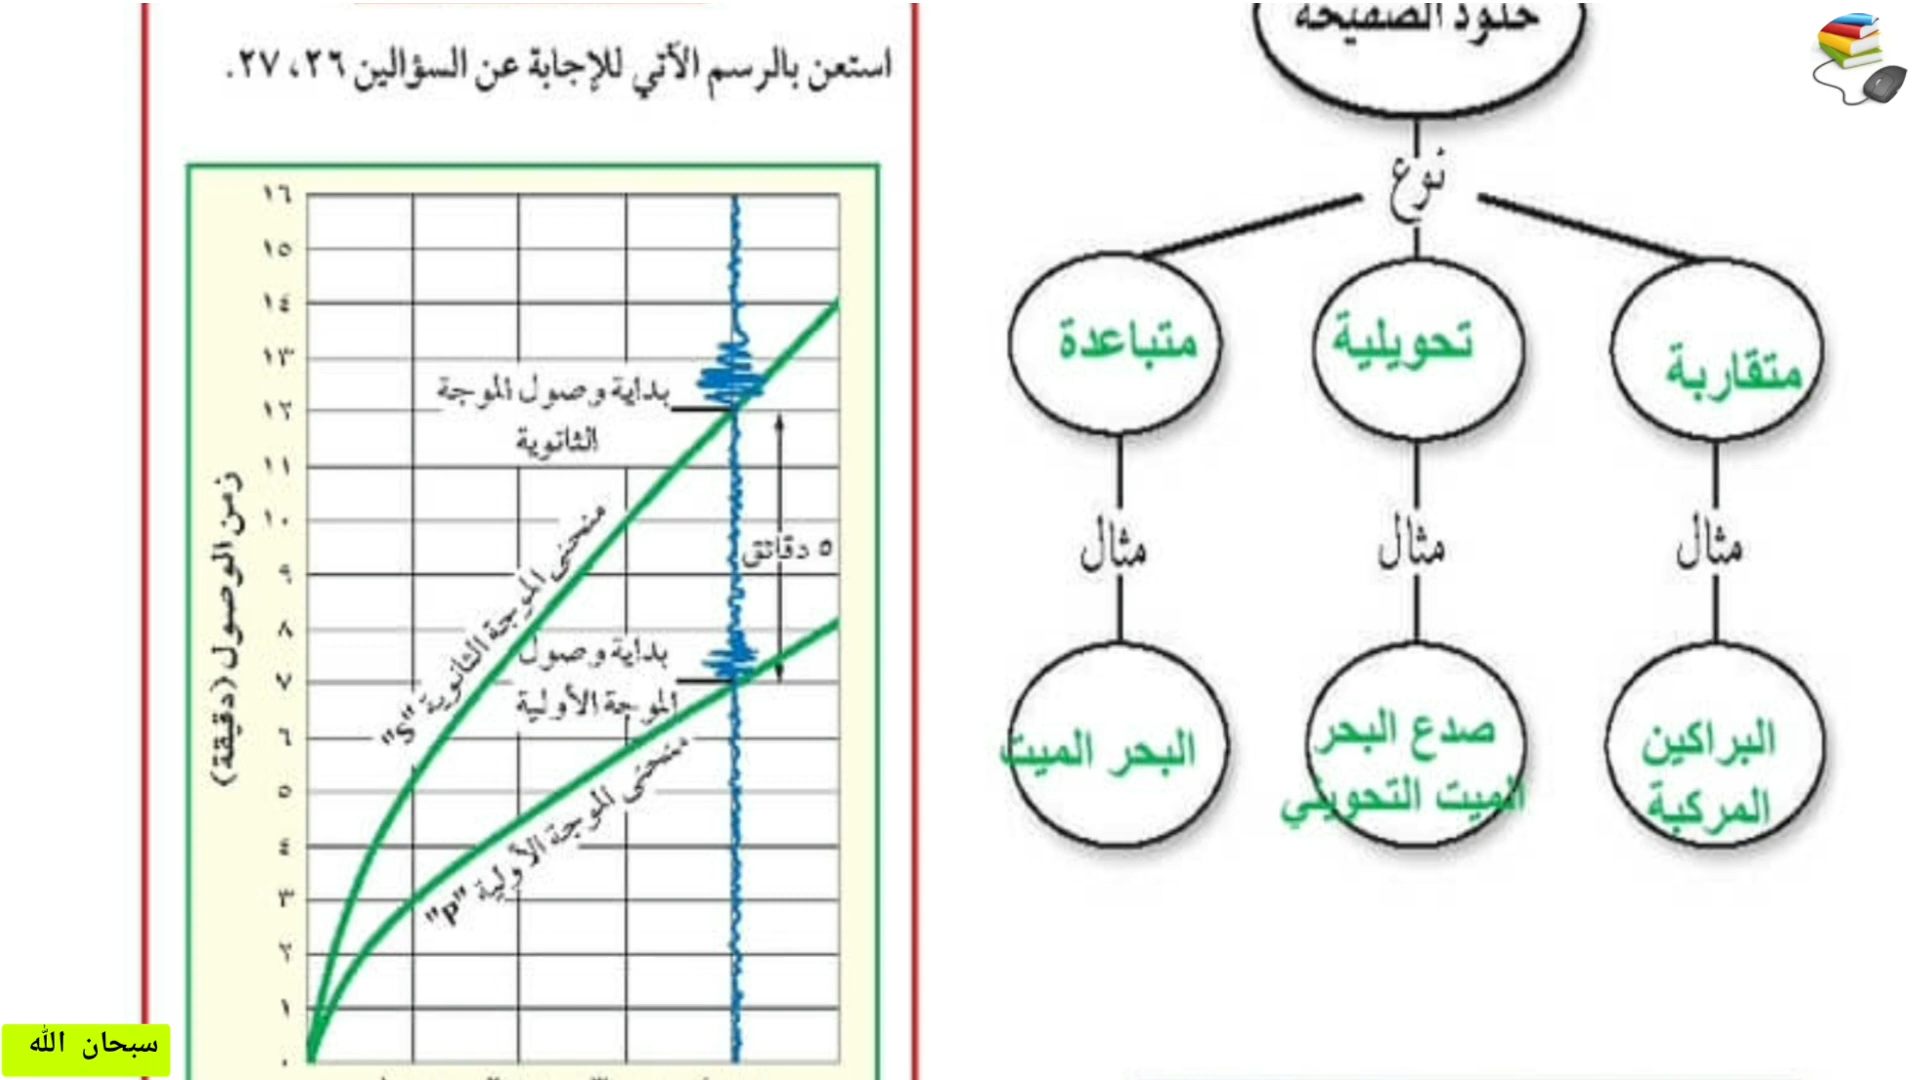 استعن بالرسم الآتي للإجابة عن السؤالين ٢٦، ٢٧.
١٦
١٥
١٤
١٣
١٢
١١
١٠
٩
٨
٧
٦
٥
٤
٣
٢
١
٠
زمن الوصول (دقيقة)
بداية وصول الموجة
الثانوية
منحنى الموجة الثانوية "S"
٥ دقائق
بداية وصول
الموجة الأولية
منحنى الموجة الأولية "P"
حدود الصفيحة
نوع
متقاربة
تحويلية
متباعدة
مثال
مثال
مثال
البراكين
المركبة
صدع البحر
الميت التحويلي
البحر الميت
سبحان الله